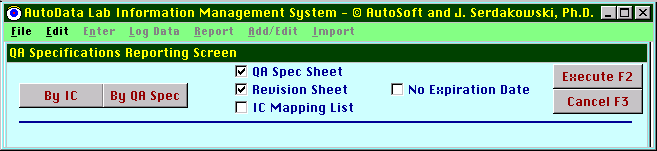 AutoData Lab Information Management System - © AutoSoft and J. Serdakowski, Ph.D.
File Edit Enter Log Data Report Add/Edit Import
QA Specifications Reporting Screen
QA Spec Sheet
Execute F2
By IC By QA Spec Revision Sheet No Expiration Date
IC Mapping List
Cancel F3